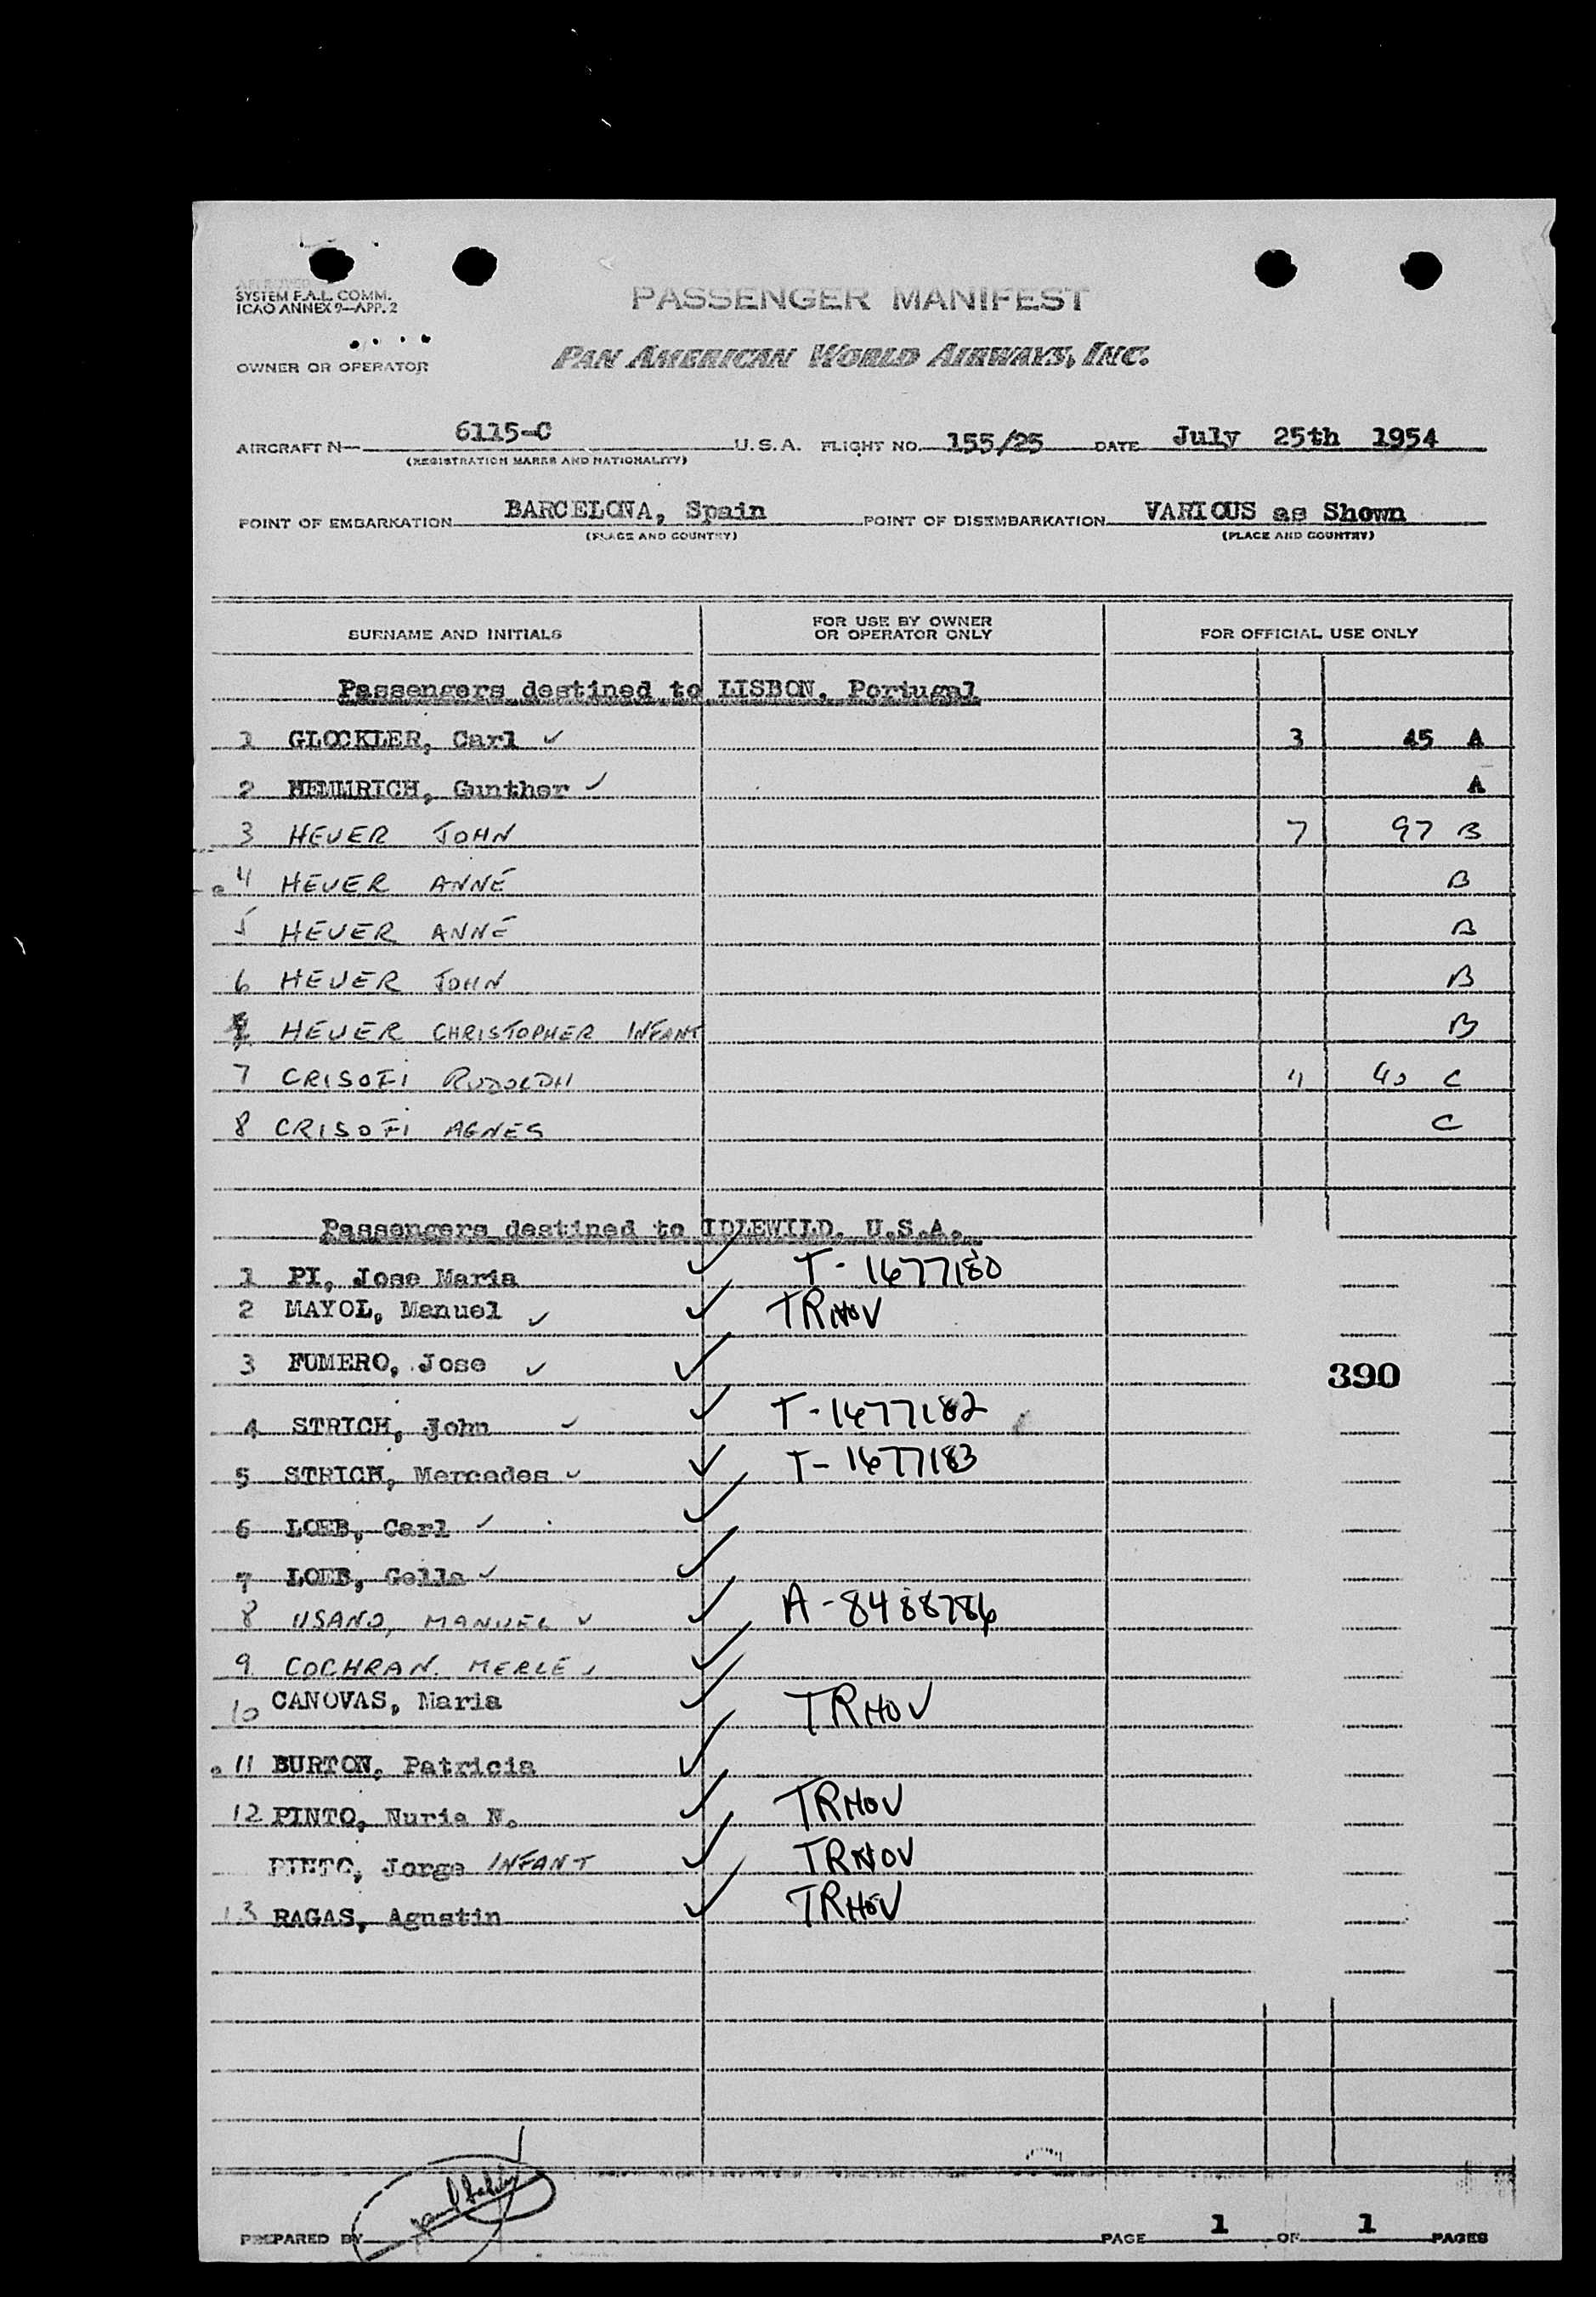 SYSTEM F.A.L. COMM.
ICAO ANNEX 9—APP. 2
PASSENGER MANIFEST
OWNER OR OPERATOR PAN AMERICAN WORLD AIRWAYS, INC.
AIRCRAFT N— 6115-C U.S.A. FLIGHT NO. 155/25 DATE July 25th 1954
(REGISTRATION MARKS AND NATIONALITY)
POINT OF EMBARKATION BARCELONA, Spain POINT OF DISEMBARKATION VARIOUS as Shown
(PLACE AND COUNTRY) (PLACE AND COUNTRY)
SURNAME AND INITIALS FOR USE BY OWNER OR OPERATOR ONLY FOR OFFICIAL USE ONLY
Passengers destined to LISBON, Portugal
1 GLOCKLER, Carl ✓ 3 45 A
2 HEMMRICH, Gunther ✓ A
3 HEUER JOHN 7 97 B
4 HEUER ANNE B
5 HEUER ANNE B
6 HEUER JOHN B
HEUER CHRISTOPHER INFANT B
7 CRISOFI RUDOLPH 4 40 C
8 CRISOFI AGNES C
Passengers destined to IDLEWILD, U.S.A.
1 PI, Jose Maria ✓ T-1677180
2 MAYOL, Manuel ✓ ✓ TRNOV
3 FUMERO, Jose ✓ ✓ 390
4 STRICH, John ✓ ✓ T-1677182
5 STRICH, Mercedes ✓ ✓ T-1677183
6 LOEB, Carl ✓ ✓
7 LOEB, Gella ✓ ✓
8 USANO, MANUEL ✓ ✓ A-8488786
9 COCHRAN. MERLE ✓ ✓
10 CANOVAS, Maria ✓ TRNOV
11 BURTON, Patricia ✓
12 PINTO, Nuria N. ✓ TRNOV
PINTO, Jorge INFANT ✓ TRNOV
13 RAGAS, Agustin ✓ TRNOV
PREPARED BY PAGE 1 OF 1 PAGES